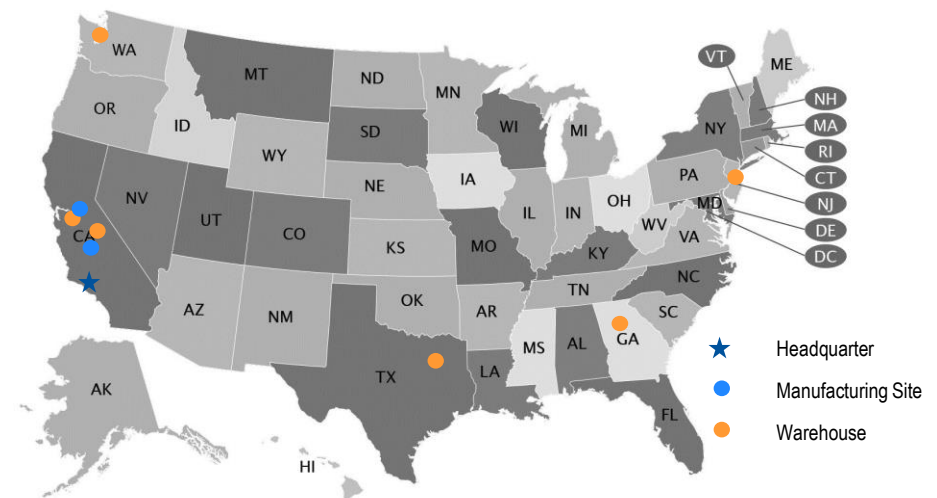 WA
MT
ND
MN
VT
ME
NH
OR
ID
SD
WI
MI
NY
MA
RI
WY
IA
PA
CT
NE
NV
UT
CO
IL
IN
OH
MD
NJ
CA
KS
MO
WV
VA
DE
KY
DC
AZ
NM
OK
TN
NC
AR
SC
TX
LA
MS
AL
GA
AK
FL
HI
Headquarter
Manufacturing Site
Warehouse